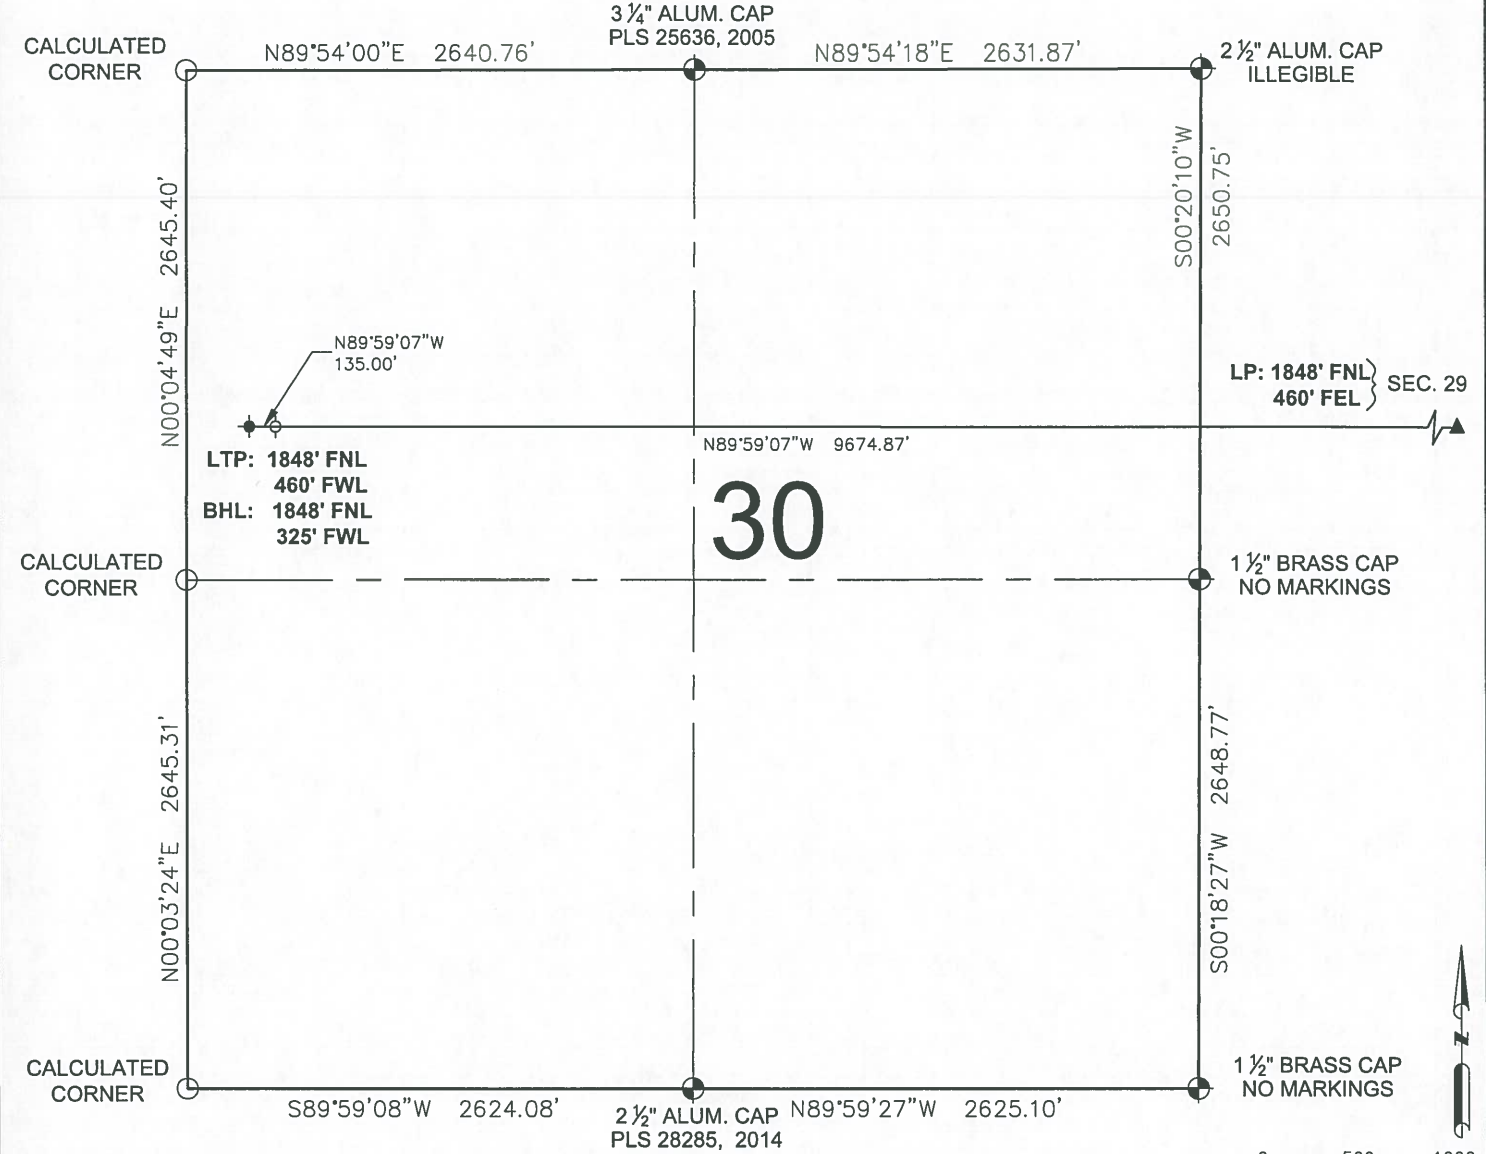 3 ¼" ALUM. CAP
PLS 25636, 2005
CALCULATED
CORNER
N89°54'00"E 2640.76'
N89°54'18"E 2631.87'
2 ½" ALUM. CAP
ILLEGIBLE
N00°04'49"E 2645.40'
S00°20'10"W
2650.75'
N89°59'07"W
135.00'
LP: 1848' FNL
460' FEL
SEC. 29
N89°59'07"W 9674.87'
LTP: 1848' FNL
460' FWL
BHL: 1848' FNL
325' FWL
30
CALCULATED
CORNER
1 ½" BRASS CAP
NO MARKINGS
N00°03'24"E 2645.31'
S00°18'27"W 2648.77'
N
CALCULATED
CORNER
1 ½" BRASS CAP
NO MARKINGS
S89°59'08"W 2624.08'
2 ½" ALUM. CAP
PLS 28285, 2014
N89°59'27"W 2625.10'